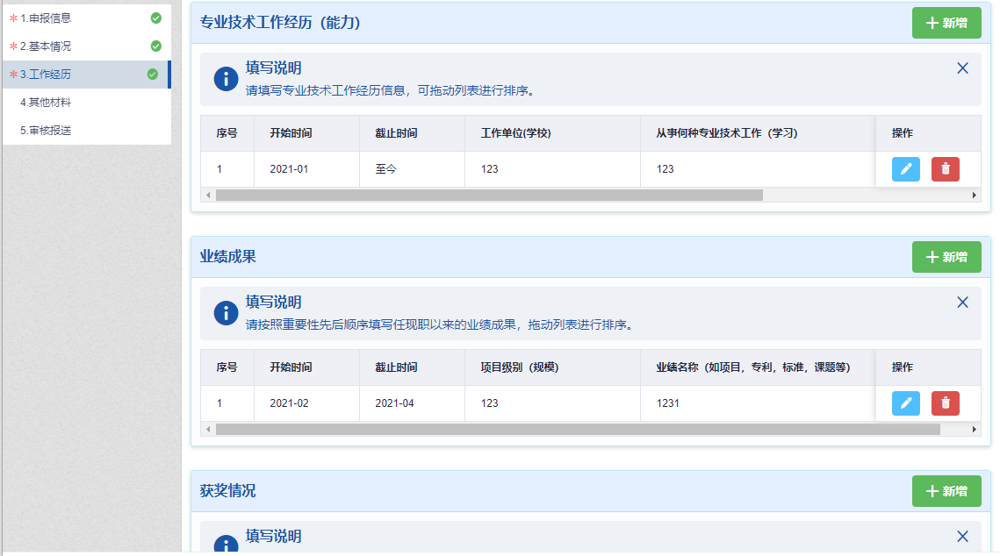 *1.申报信息
*2.基本情况
*3.工作经历
4.其他材料
5.审核报送
专业技术工作经历（能力）
+ 新增
填写说明
请填写专业技术工作经历信息，可拖动列表进行排序。
序号 开始时间 截止时间 工作单位(学校) 从事何种专业技术工作（学习） 操作
1 2021-01 至今 123 123
业绩成果
+ 新增
填写说明
请按照重要性先后顺序填写任现职以来的业绩成果，拖动列表进行排序。
序号 开始时间 截止时间 项目级别（规模） 业绩名称（如项目，专利，标准，课题等） 操作
1 2021-02 2021-04 123 1231
获奖情况
+ 新增
填写说明